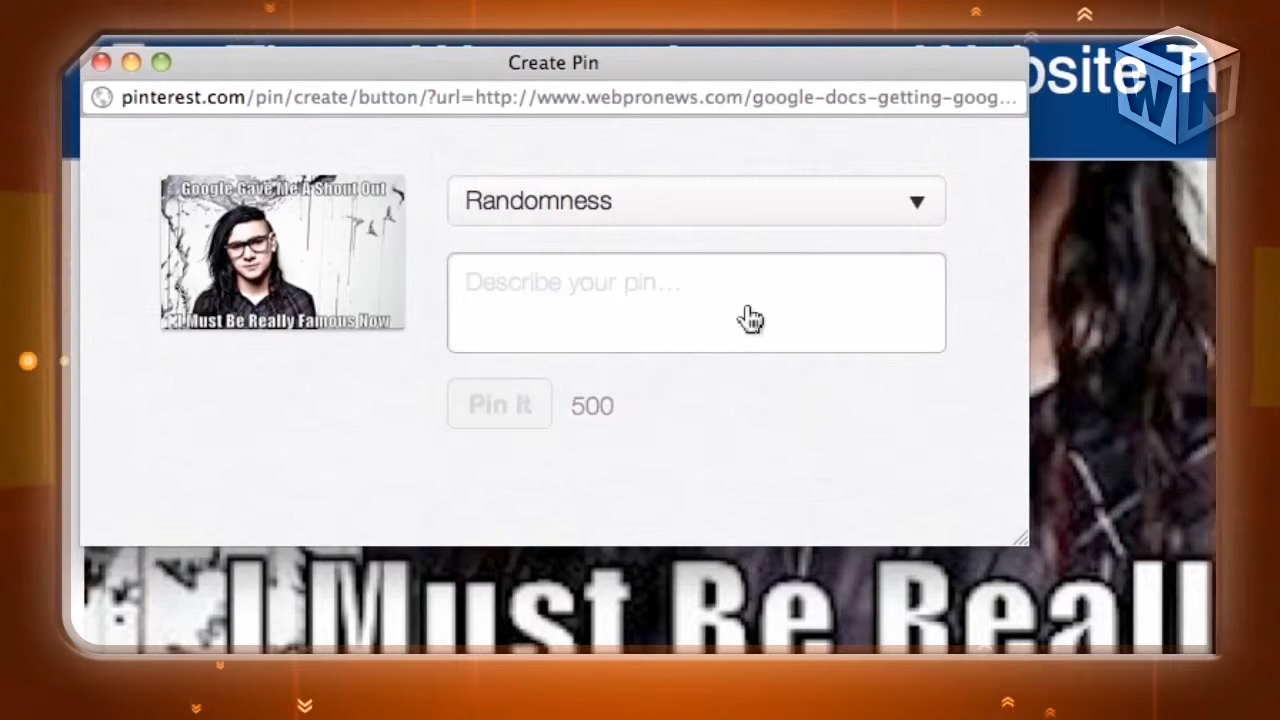 Create Pin
pinterest.com/pin/create/button/?url=http://www.webpronews.com/google-docs-getting-goog...
Google Gave Me A Shout Out
I Must Be Really Famous Now
Randomness
Describe your pin...
Pin It
500
WN
I Must Be Reall